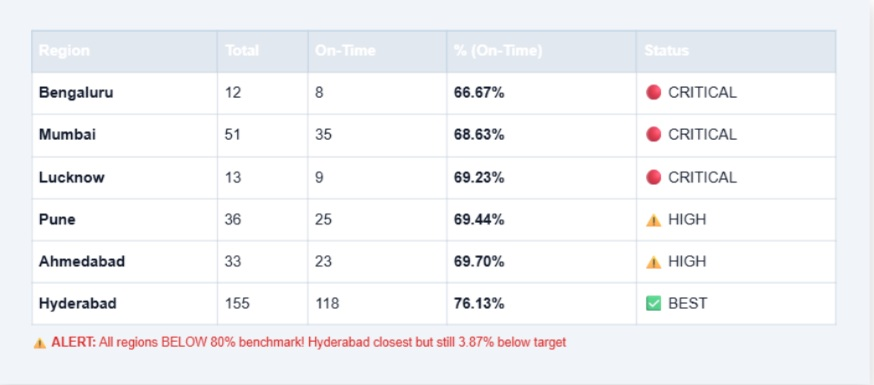 Region Total On-Time % (On-Time) Status
Bengaluru 12 8 66.67% 🔴 CRITICAL
Mumbai 51 35 68.63% 🔴 CRITICAL
Lucknow 13 9 69.23% 🔴 CRITICAL
Pune 36 25 69.44% ⚠️ HIGH
Ahmedabad 33 23 69.70% ⚠️ HIGH
Hyderabad 155 118 76.13% ✅ BEST
⚠️ ALERT: All regions BELOW 80% benchmark! Hyderabad closest but still 3.87% below target